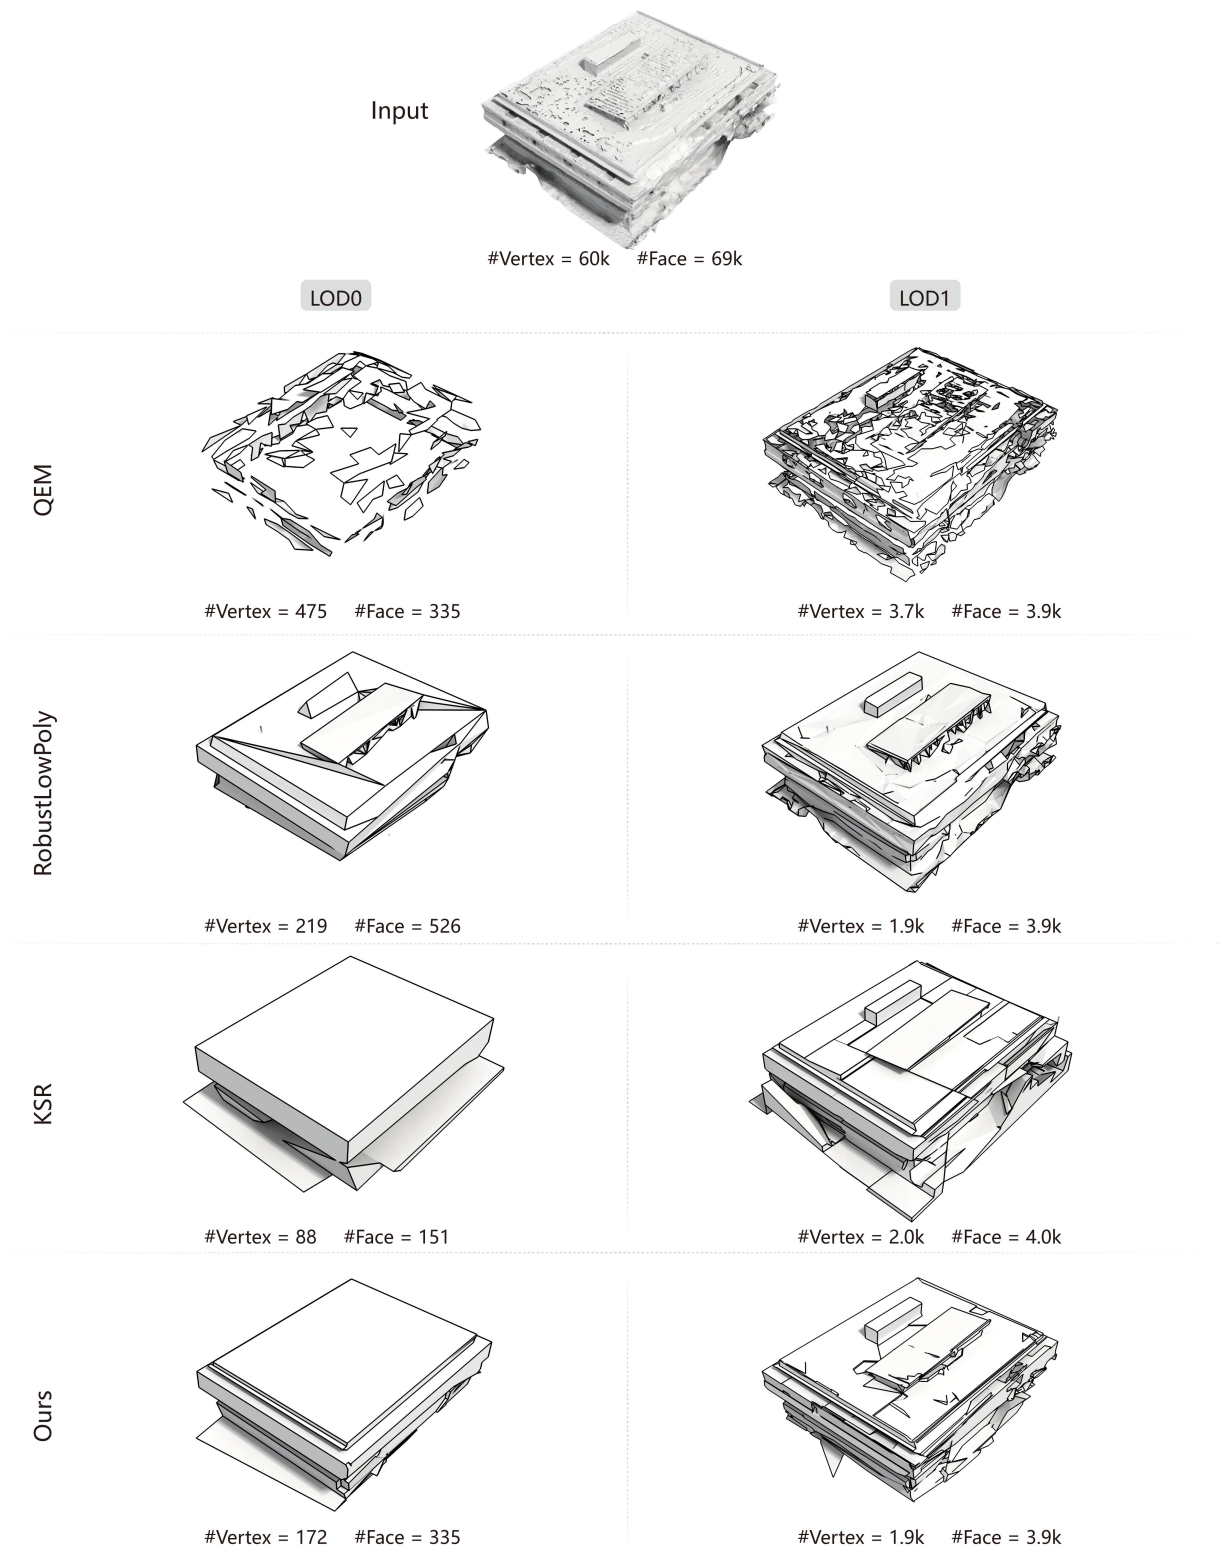 Input
#Vertex = 60k #Face = 69k
LOD0
LOD1
QEM
#Vertex = 475 #Face = 335
#Vertex = 3.7k #Face = 3.9k
RobustLowPoly
#Vertex = 219 #Face = 526
#Vertex = 1.9k #Face = 3.9k
KSR
#Vertex = 88 #Face = 151
#Vertex = 2.0k #Face = 4.0k
Ours
#Vertex = 172 #Face = 335
#Vertex = 1.9k #Face = 3.9k